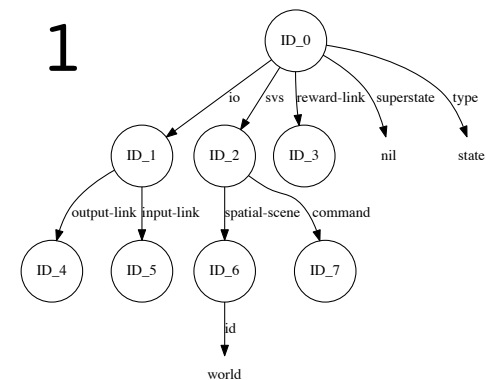 1
ID_0
io
svs
reward-link
superstate
type
ID_1
ID_2
ID_3
nil
state
output-link
input-link
spatial-scene
command
ID_4
ID_5
ID_6
ID_7
id
world